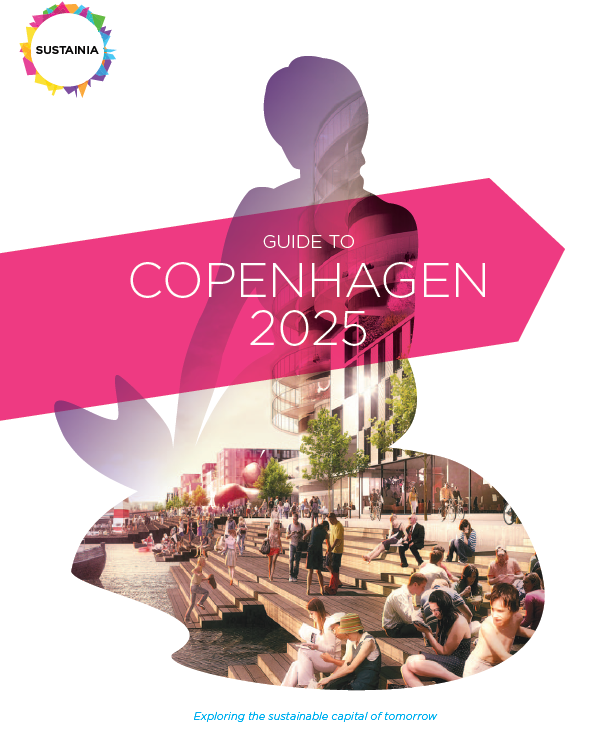 SUSTAINIA
GUIDE TO
COPENHAGEN
2025
Exploring the sustainable capital of tomorrow